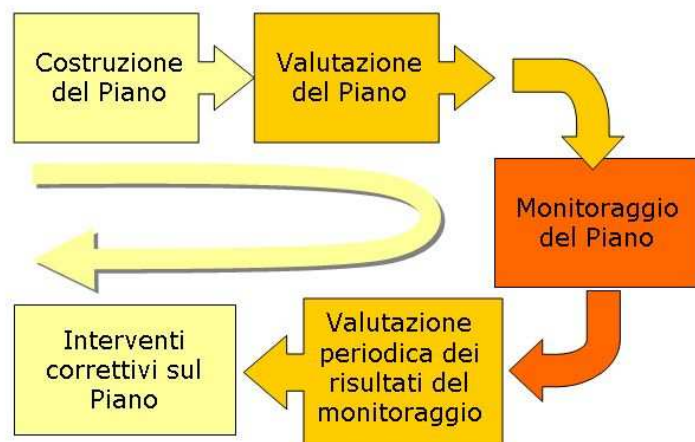 Costruzione
del Piano
Valutazione
del Piano
Monitoraggio
del Piano
Valutazione
periodica dei
risultati del
monitoraggio
Interventi
correttivi sul
Piano